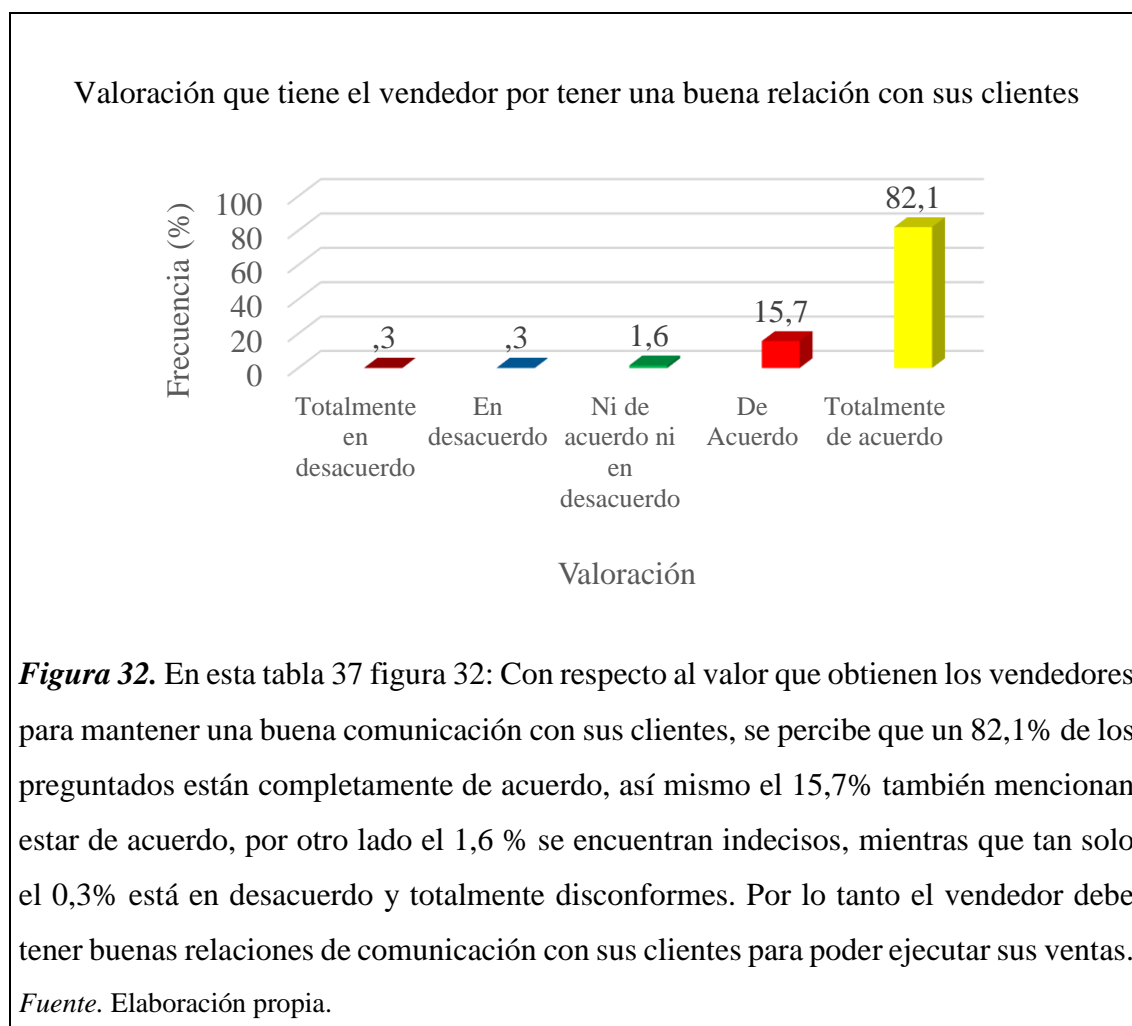 Valoración que tiene el vendedor por tener una buena relación con sus clientes
Frecuencia (%)
100
80
60
40
20
0
,3
,3
1,6
15,7
82,1
Totalmente
en
desacuerdo
En
desacuerdo
Ni de
acuerdo ni
en
desacuerdo
De
Acuerdo
Totalmente
de acuerdo
Valoración
Figura 32. En esta tabla 37 figura 32: Con respecto al valor que obtienen los vendedores
para mantener una buena comunicación con sus clientes, se percibe que un 82,1% de los
preguntados están completamente de acuerdo, así mismo el 15,7% también mencionan
estar de acuerdo, por otro lado el 1,6 % se encuentran indecisos, mientras que tan solo
el 0,3% está en desacuerdo y totalmente disconformes. Por lo tanto el vendedor debe
tener buenas relaciones de comunicación con sus clientes para poder ejecutar sus ventas.
Fuente. Elaboración propia.